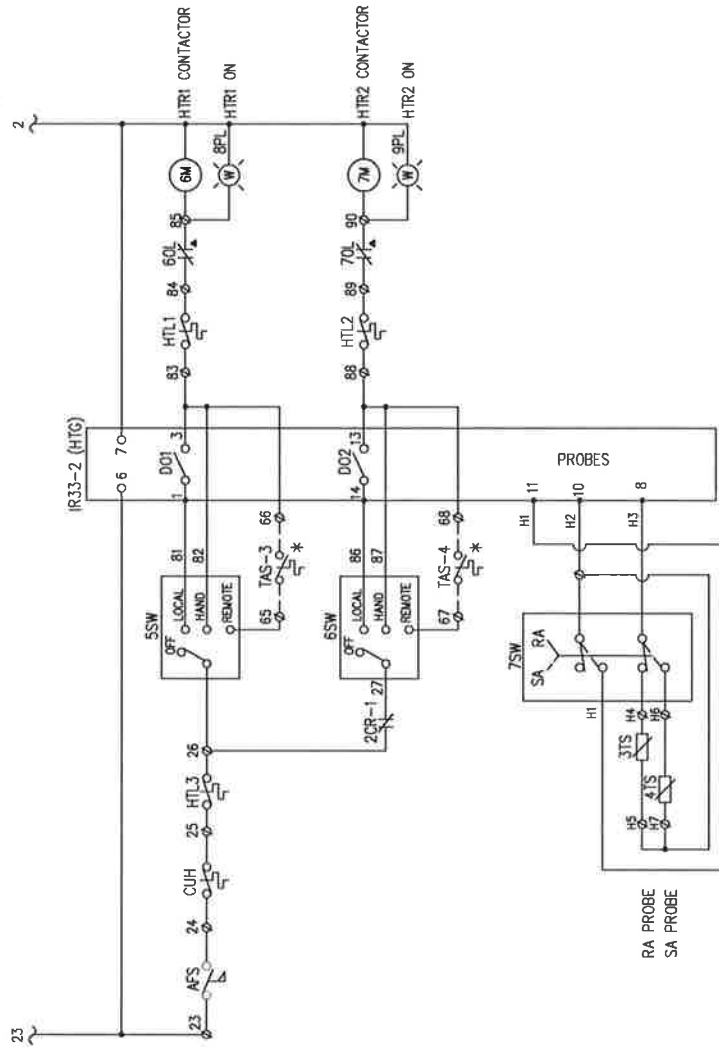 2
23
IR33-2 (HTG)
6
7
HTR1 CONTACTOR
6M
8PL
W
HTR1 ON
85
6OL
84
HTL1
83
3
DO1
1
81
LOCAL
82
HAND
REMOTE
OFF
5SW
66
TAS-3
*
65
HTR2 CONTACTOR
7M
9PL
W
HTR2 ON
90
7OL
89
HTL2
88
13
DO2
14
86
LOCAL
87
HAND
REMOTE
OFF
6SW
68
TAS-4
*
67
27
2CR-1
26
HTL3
25
CUH
24
AFS
23
PROBES
11
10
8
H1
H2
H3
7SW
SA
RA
H1
H4
H6
3TS
4TS
H5
H7
RA PROBE
SA PROBE